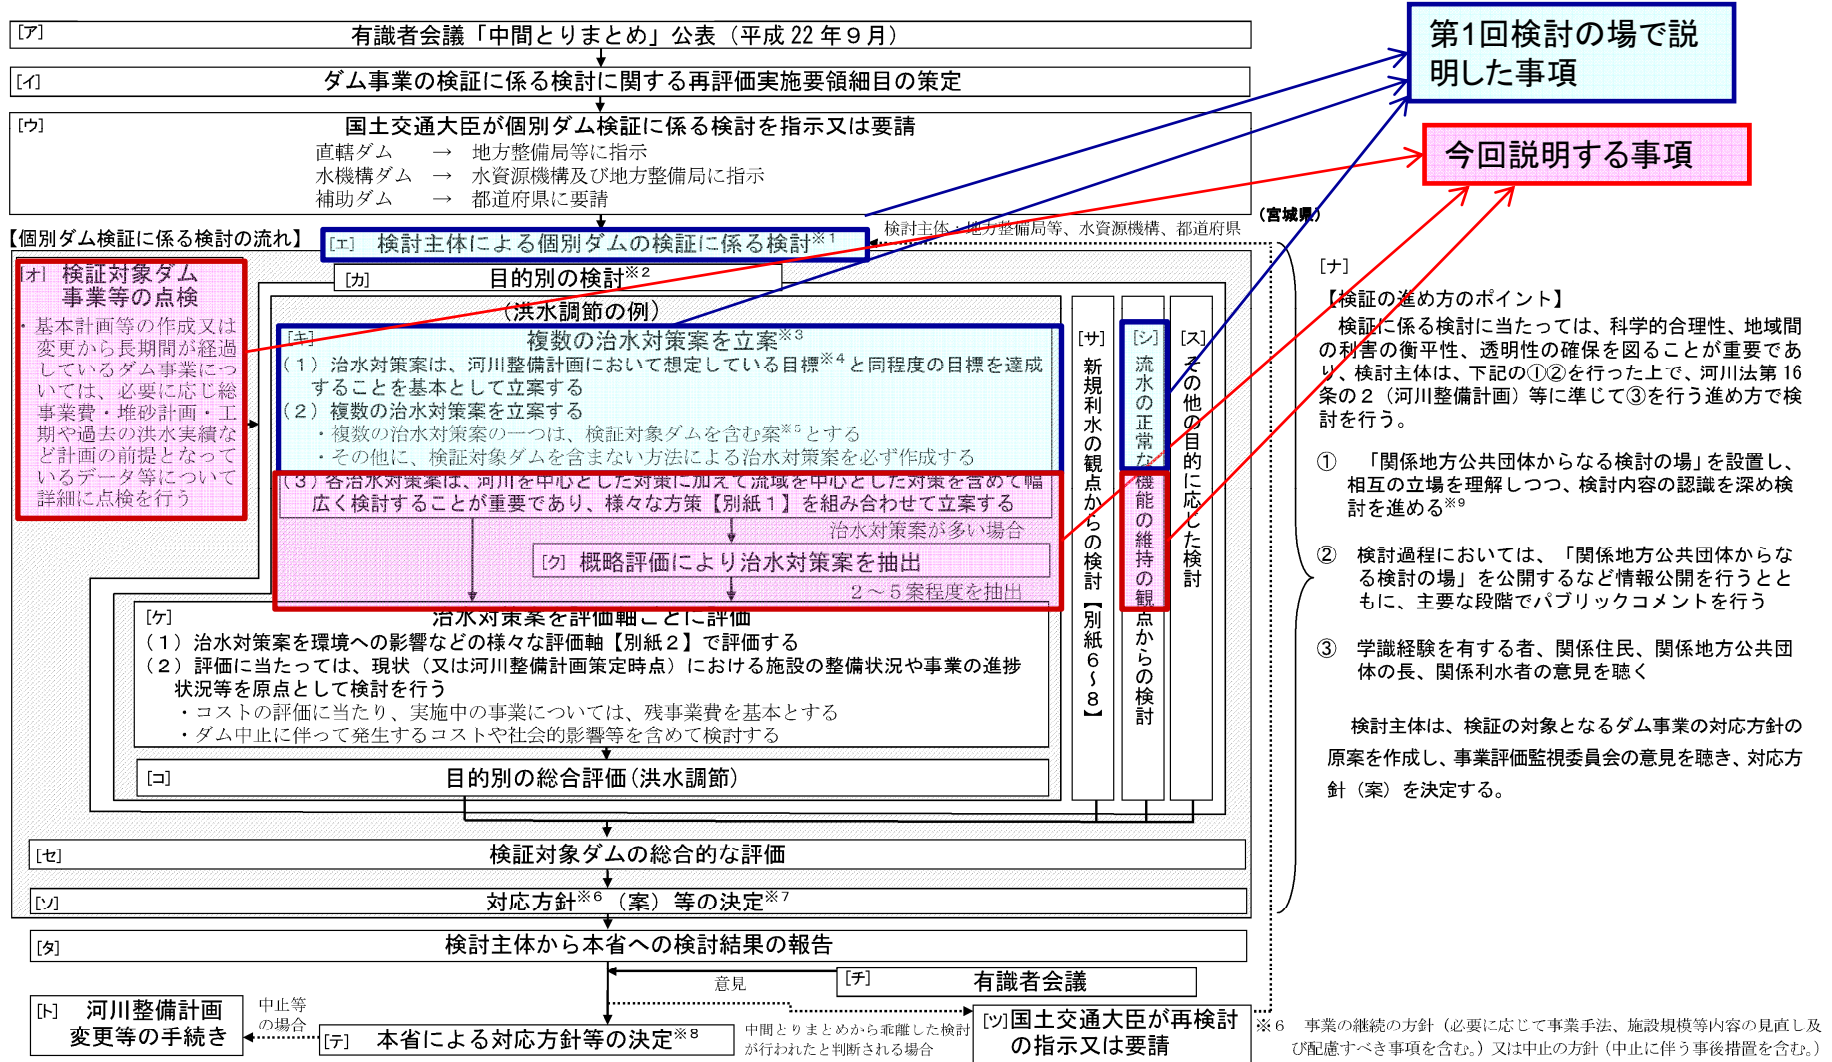 [ア] 有識者会議「中間とりまとめ」公表（平成22年9月）
[イ] ダム事業の検証に係る検討に関する再評価実施要領細目の策定
[ウ] 国土交通大臣が個別ダム検証に係る検討を指示又は要請
直轄ダム → 地方整備局等に指示
水機構ダム → 水資源機構及び地方整備局に指示
補助ダム → 都道府県に要請
第1回検討の場で説
明した事項
今回説明する事項
（宮城県）
検討主体：地方整備局等、水資源機構、都道府県
【個別ダム検証に係る検討の流れ】
[エ] 検討主体による個別ダムの検証に係る検討※1
[オ] 検証対象ダム
事業等の点検
・基本計画等の作成又は
変更から長期間が経過
しているダム事業につ
いては、必要に応じ総
事業費・堆砂計画・工
期や過去の洪水実績な
ど計画の前提となって
いるデータ等について
詳細に点検を行う
[カ] 目的別の検討※2
（洪水調節の例）
[キ] 複数の治水対策案を立案※3
（1）治水対策案は、河川整備計画において想定している目標※4と同程度の目標を達成
することを基本として立案する
（2）複数の治水対策案を立案する
・複数の治水対策案の一つは、検証対象ダムを含む案※5とする
・その他に、検証対象ダムを含まない方法による治水対策案を必ず作成する
（3）各治水対策案は、河川を中心とした対策に加えて流域を中心とした対策を含めて幅
広く検討することが重要であり、様々な方策【別紙1】を組み合わせて立案する
治水対策案が多い場合
[ク] 概略評価により治水対策案を抽出
2～5案程度を抽出
[ケ] 治水対策案を評価軸ごとに評価
（1）治水対策案を環境への影響などの様々な評価軸【別紙2】で評価する
（2）評価に当たっては、現状（又は河川整備計画策定時点）における施設の整備状況や事業の進捗
状況等を原点として検討を行う
・コストの評価に当たり、実施中の事業については、残事業費を基本とする
・ダム中止に伴って発生するコストや社会的影響等を含めて検討する
[コ] 目的別の総合評価（洪水調節）
[サ] 新規利水の観点からの検討【別紙6～8】
[シ] 流水の正常な機能の維持の観点からの検討
[ス] その他の目的に応じた検討
[セ] 検証対象ダムの総合的な評価
[ソ] 対応方針※6（案）等の決定※7
[タ] 検討主体から本省への検討結果の報告
[チ] 有識者会議
意見
[ツ]国土交通大臣が再検討
の指示又は要請
中間とりまとめから乖離した検討
が行われたと判断される場合
[テ] 本省による対応方針等の決定※8
中止等
の場合
[ト] 河川整備計画
変更等の手続き
[ナ]
【検証の進め方のポイント】
検証に係る検討に当たっては、科学的合理性、地域間
の利害の衡平性、透明性の確保を図ることが重要であ
り、検討主体は、下記の①②を行った上で、河川法第16
条の2（河川整備計画）等に準じて③を行う進め方で検
討を行う。
① 「関係地方公共団体からなる検討の場」を設置し、
相互の立場を理解しつつ、検討内容の認識を深め検
討を進める※9
② 検討過程においては、「関係地方公共団体からな
る検討の場」を公開するなど情報公開を行うとと
もに、主要な段階でパブリックコメントを行う
③ 学識経験を有する者、関係住民、関係地方公共団
体の長、関係利水者の意見を聴く
検討主体は、検証の対象となるダム事業の対応方針の
原案を作成し、事業評価監視委員会の意見を聴き、対応方
針（案）を決定する。
※6 事業の継続の方針（必要に応じて事業手法、施設規模等内容の見直し及
び配慮すべき事項を含む。）又は中止の方針（中止に伴う事後措置を含む。）